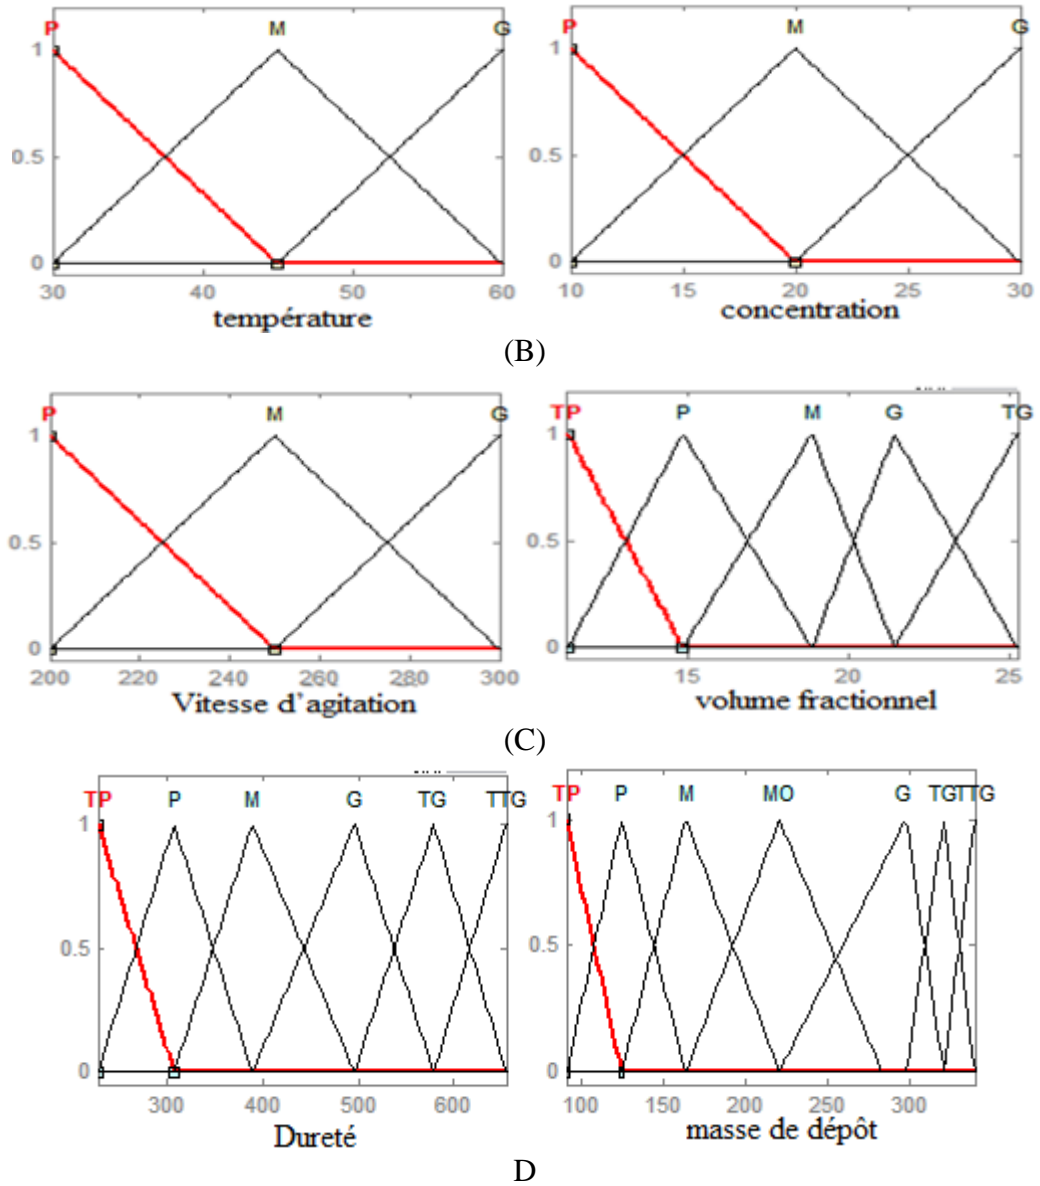 P M G
1
0.5
0
30 40 50 60
température
P M G
1
0.5
0
10 15 20 25 30
concentration
(B)
P M G
1
0.5
0
200 220 240 260 280 300
Vitesse d'agitation
TP P M G TG
1
0.5
0
15 20 25
volume fractionnel
(C)
TP P M G TG TTG
1
0.5
0
300 400 500 600
Dureté
TP P M MO G TG TTG
1
0.5
0
100 150 200 250 300
masse de dépôt
D